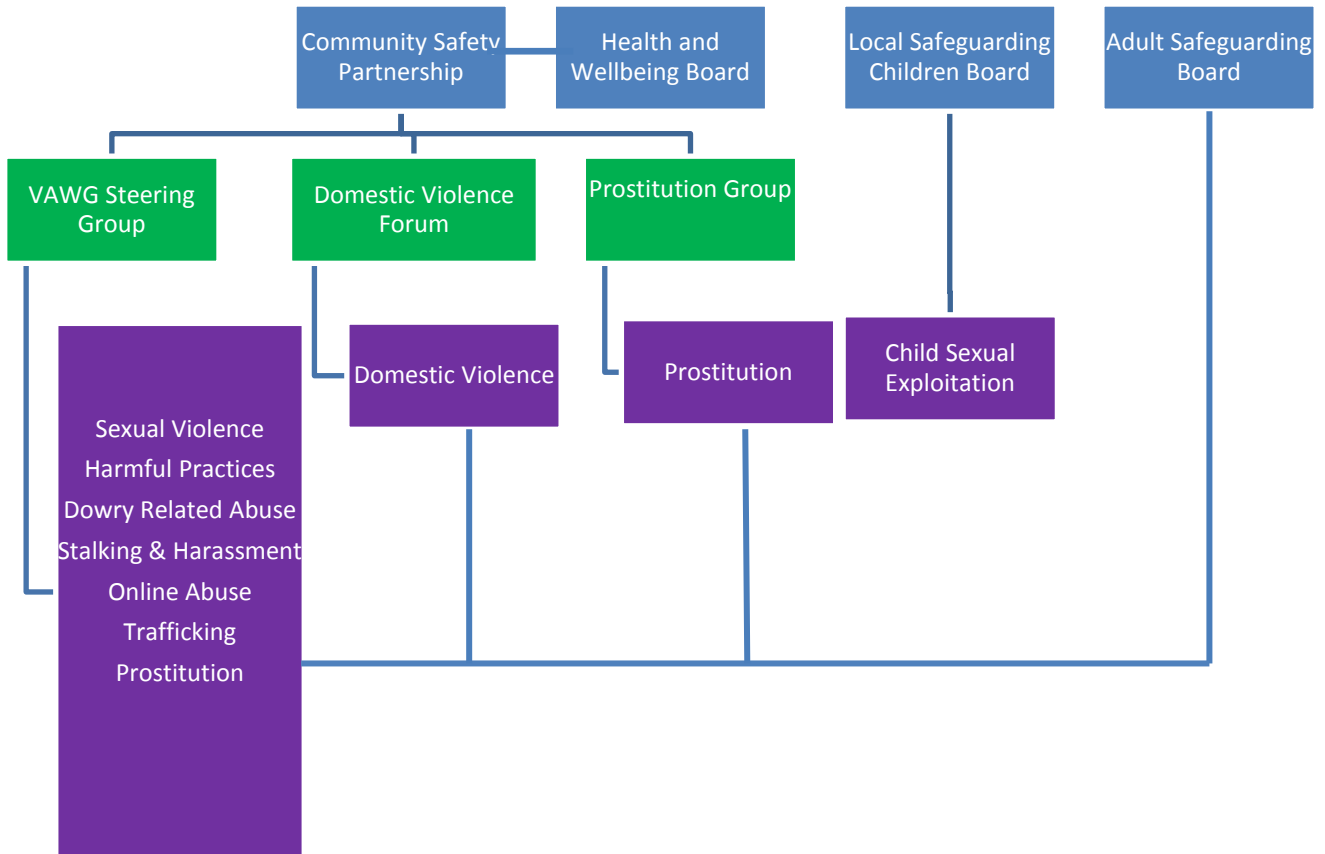 Community Safety
Partnership
Health and
Wellbeing Board
Local Safeguarding
Children Board
Adult Safeguarding
Board
VAWG Steering
Group
Domestic Violence
Forum
Prostitution Group
Domestic Violence
Prostitution
Child Sexual
Exploitation
Sexual Violence
Harmful Practices
Dowry Related Abuse
Stalking & Harassment
Online Abuse
Trafficking
Prostitution